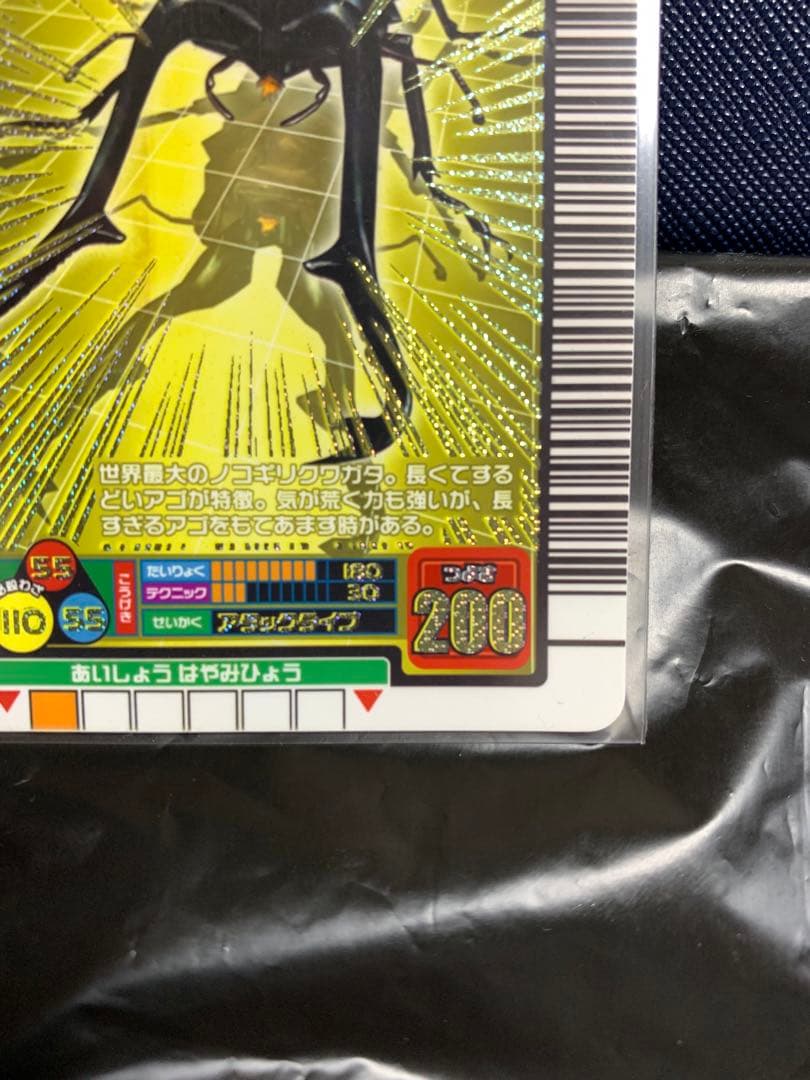 世界最大のノコギリクワガタ。長くてする
どいアゴが特徴。気が荒く力も強いが、長
すぎるアゴをもてあます時がある。
55
必殺わざ
110
55
こうげき
たいりょく 180
テクニック 30
せいかく アタックタイプ
つよさ
200
あいしょう はやみひょう